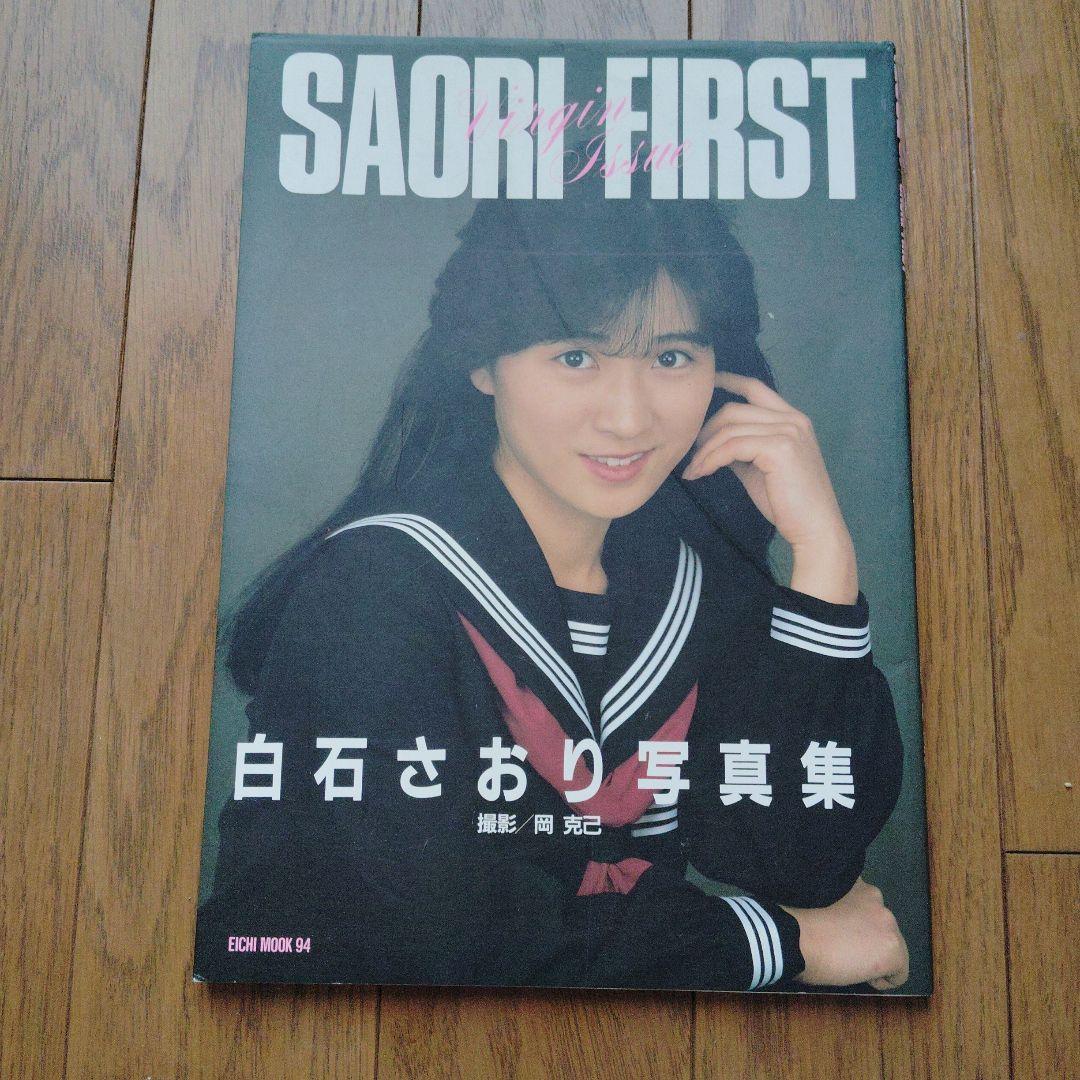 SAORI FIRST
Virgin
Issue
白石さおり写真集
撮影／岡 克己
EICHI MOOK 94